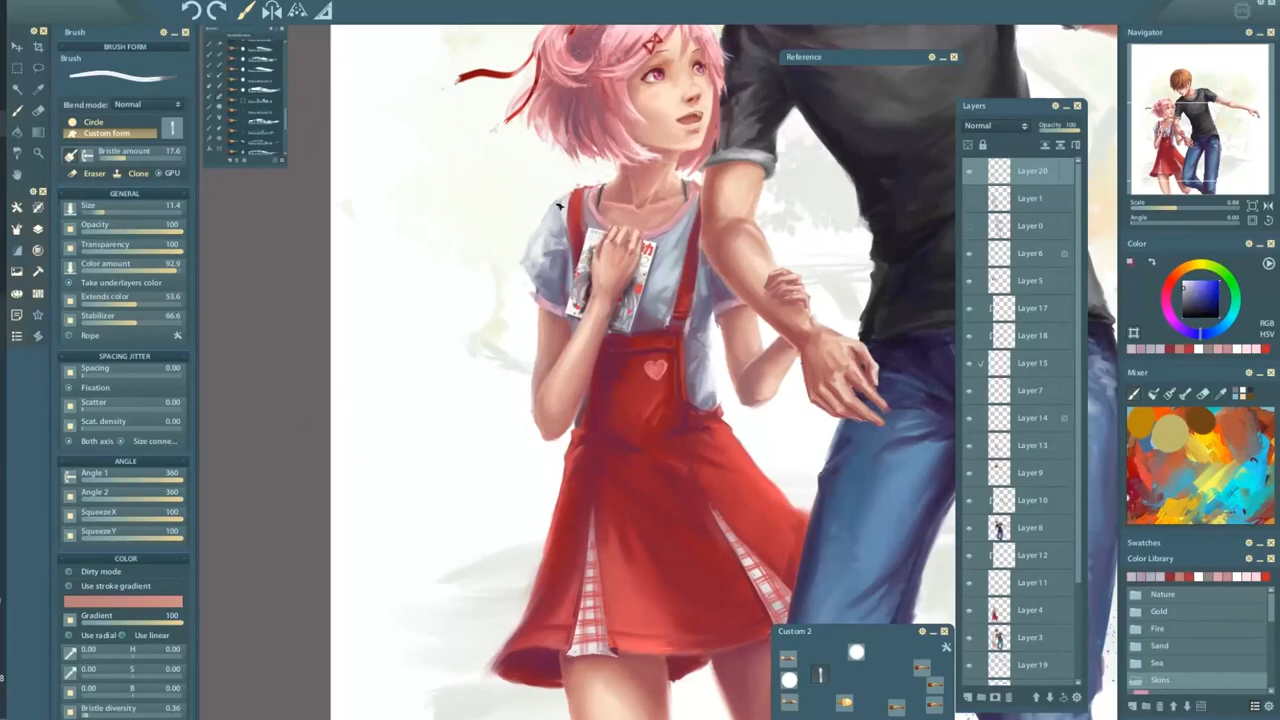 Brush
BRUSH FORM
Brush
Blend mode: Normal
Circle
Custom form
Bristle amount 17.6
Eraser Clone GPU
GENERAL
Size 11.4
Opacity 100
Transparency 100
Color amount 92.9
Take underlayers color
Extends color 53.6
Stabilizer 66.6
Rope
SPACING JITTER
Spacing 0.00
Fixation
Scatter 0.00
Scat. density 0.00
Both axis Size conne...
ANGLE
Angle 1 360
Angle 2 360
SqueezeX 100
SqueezeY 100
COLOR
Dirty mode
Use stroke gradient
Gradient 100
Use radial Use linear
0.00 H 0.00
0.00 S 0.00
0.00 B 0.00
Bristle diversity 0.36
Reference
Custom 2
Layers
Normal Opacity 100
Layer 20
Layer 1
Layer 0
Layer 6
Layer 5
Layer 17
Layer 18
Layer 15
Layer 7
Layer 14
Layer 13
Layer 9
Layer 10
Layer 8
Layer 12
Layer 11
Layer 4
Layer 3
Layer 19
Navigator
Scale 0.88
Angle 0.00
Color
RGB
HSV
Mixer
Swatches
Color Library
Nature
Gold
Fire
Sand
Sea
Skins